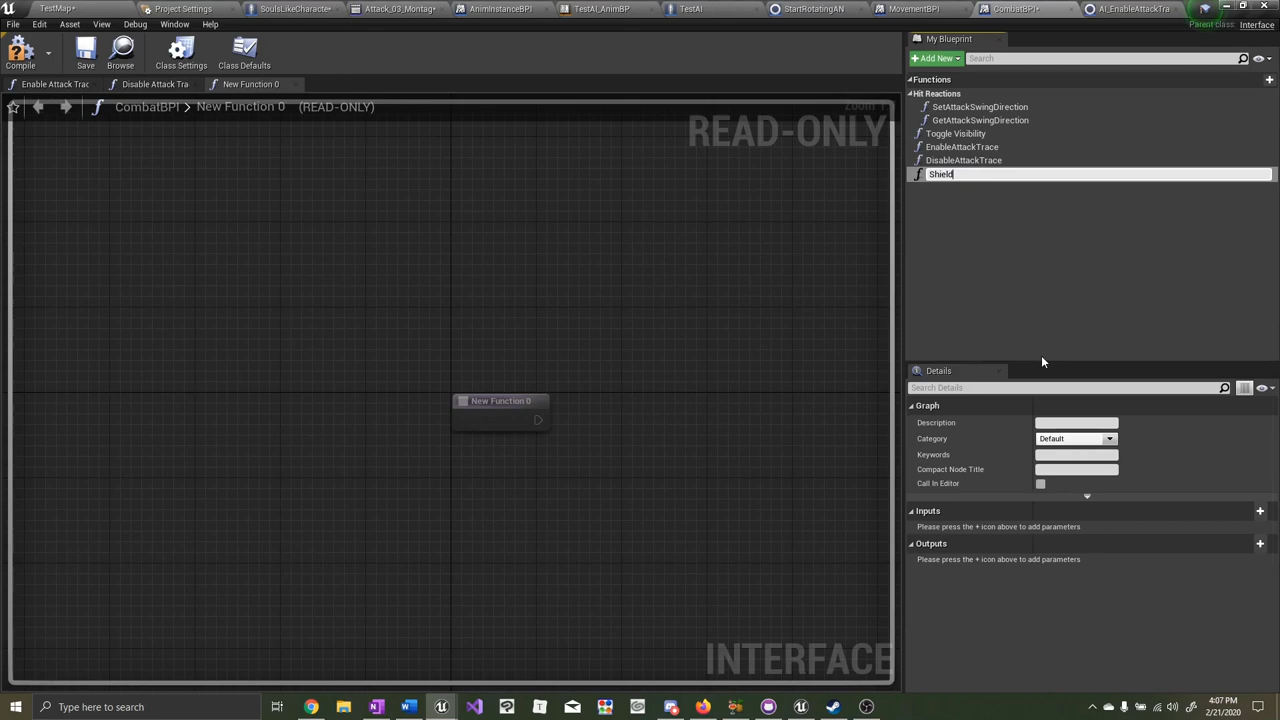 TestMap*
Project Settings
SoulsLikeCharacter*
Attack_03_Montag*
AnimInstanceBPI
TestAI_AnimBP
TestAI
StartRotatingAN
MovementBPI
CombatBPI*
AI_EnableAttackTra
File Edit Asset View Debug Window Help
Parent class: Interface
Compile
Save
Browse
Class Settings
Class Defaults
My Blueprint
Add New
Search
Enable Attack Trac
Disable Attack Tra
New Function 0
CombatBPI > New Function 0 (READ-ONLY)
READ-ONLY
Functions
Hit Reactions
SetAttackSwingDirection
GetAttackSwingDirection
Toggle Visibility
EnableAttackTrace
DisableAttackTrace
Shield
New Function 0
INTERFACE
Details
Search Details
Graph
Description
Category Default
Keywords
Compact Node Title
Call In Editor
Inputs
Please press the + icon above to add parameters
Outputs
Please press the + icon above to add parameters
Type here to search
4:07 PM
2/21/2020